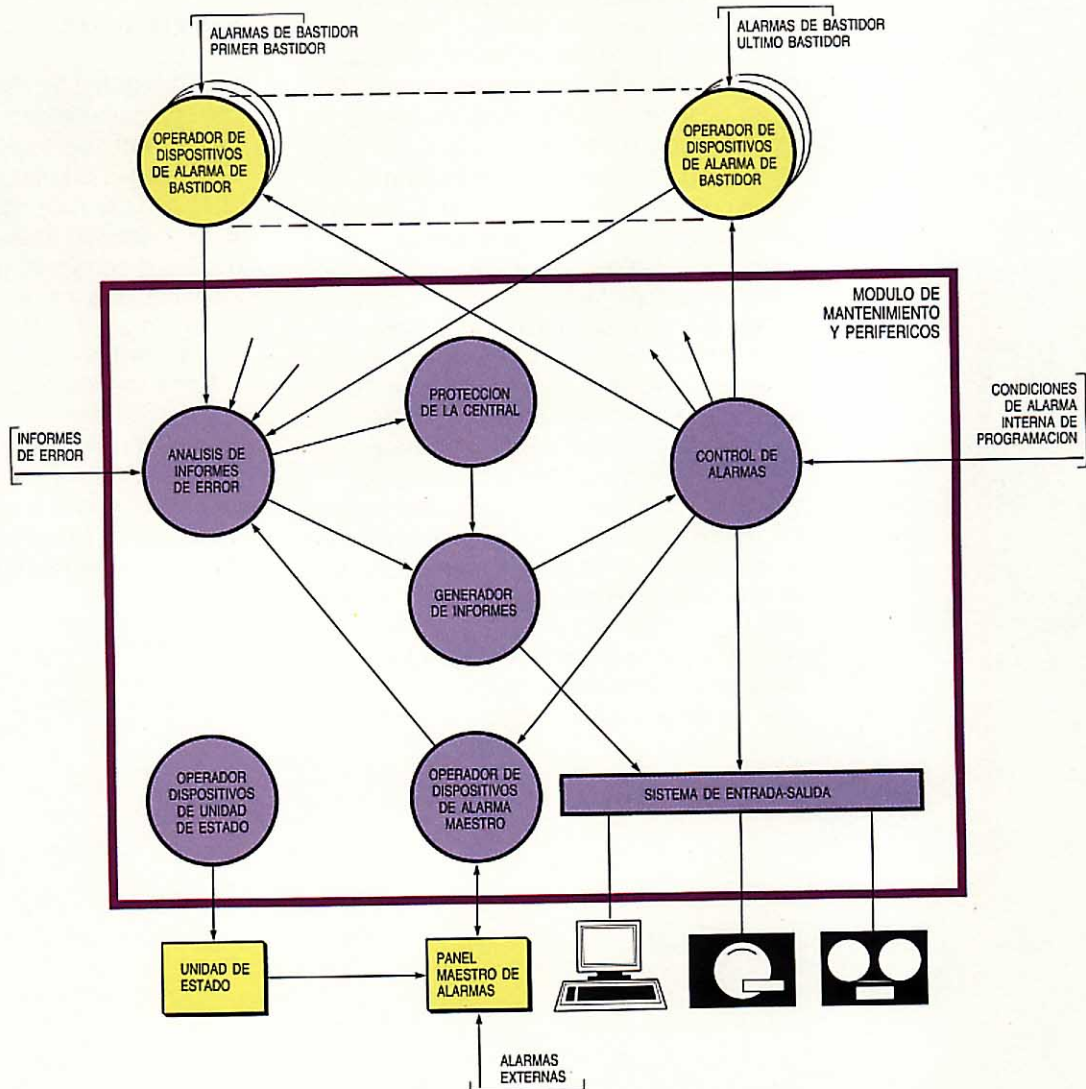 ALARMAS DE BASTIDOR
PRIMER BASTIDOR
ALARMAS DE BASTIDOR
ULTIMO BASTIDOR
OPERADOR DE
DISPOSITIVOS
DE ALARMA DE
BASTIDOR
OPERADOR DE
DISPOSITIVOS
DE ALARMA DE
BASTIDOR
MODULO DE
MANTENIMIENTO
Y PERIFERICOS
PROTECCION
DE LA CENTRAL
CONDICIONES
DE ALARMA
INTERNA DE
PROGRAMACION
INFORMES
DE ERROR
ANALISIS DE
INFORMES
DE ERROR
CONTROL DE
ALARMAS
GENERADOR
DE INFORMES
OPERADOR
DISPOSITIVOS
DE UNIDAD
DE ESTADO
OPERADOR DE
DISPOSITIVOS
DE ALARMA
MAESTRO
SISTEMA DE ENTRADA-SALIDA
UNIDAD DE
ESTADO
PANEL
MAESTRO DE
ALARMAS
ALARMAS
EXTERNAS